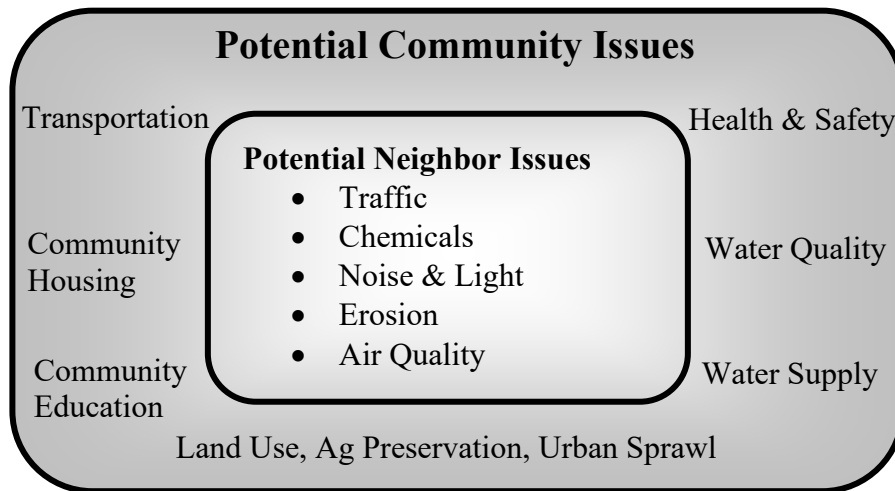 Potential Community Issues
Transportation
Health & Safety
Potential Neighbor Issues
• Traffic
• Chemicals
• Noise & Light
• Erosion
• Air Quality
Community
Housing
Water Quality
Community
Education
Water Supply
Land Use, Ag Preservation, Urban Sprawl